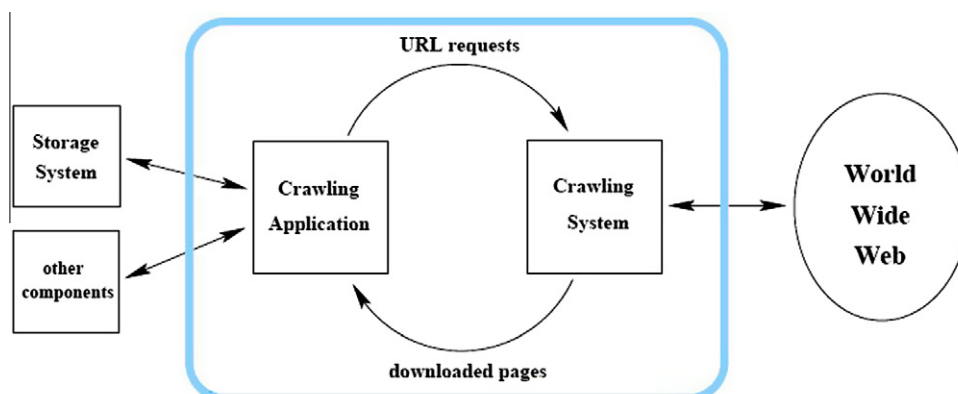 URL requests
Storage
System
Crawling
Application
Crawling
System
World
Wide
Web
other
components
downloaded pages